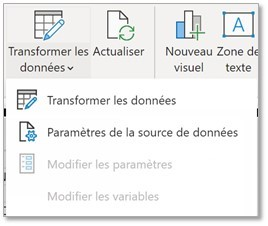 Transformer les
données
Actualiser
Nouveau
visuel
Zone de
texte
A
Transformer les données
Paramètres de la source de données
Modifier les paramètres
Modifier les variables